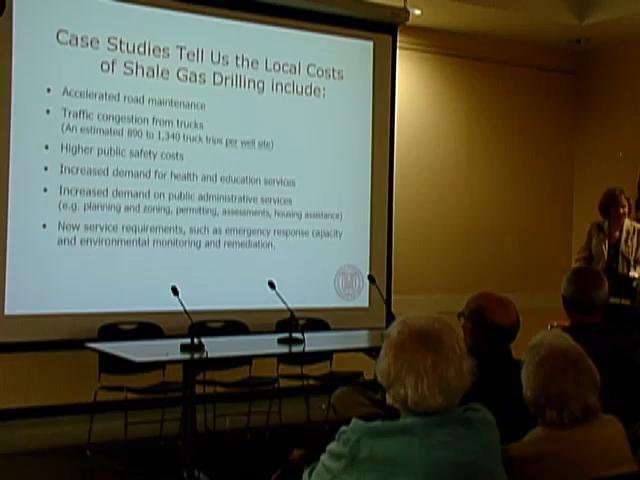 Case Studies Tell Us the Local Costs
of Shale Gas Drilling include:
• Accelerated road maintenance
• Traffic congestion from trucks
(An estimated 890 to 1,340 truck trips per well site)
• Higher public safety costs
• Increased demand for health and education services
• Increased demand on public administrative services
(e.g. planning and zoning, permitting, assessments, housing assistance)
• New service requirements, such as emergency response capacity
and environmental monitoring and remediation.